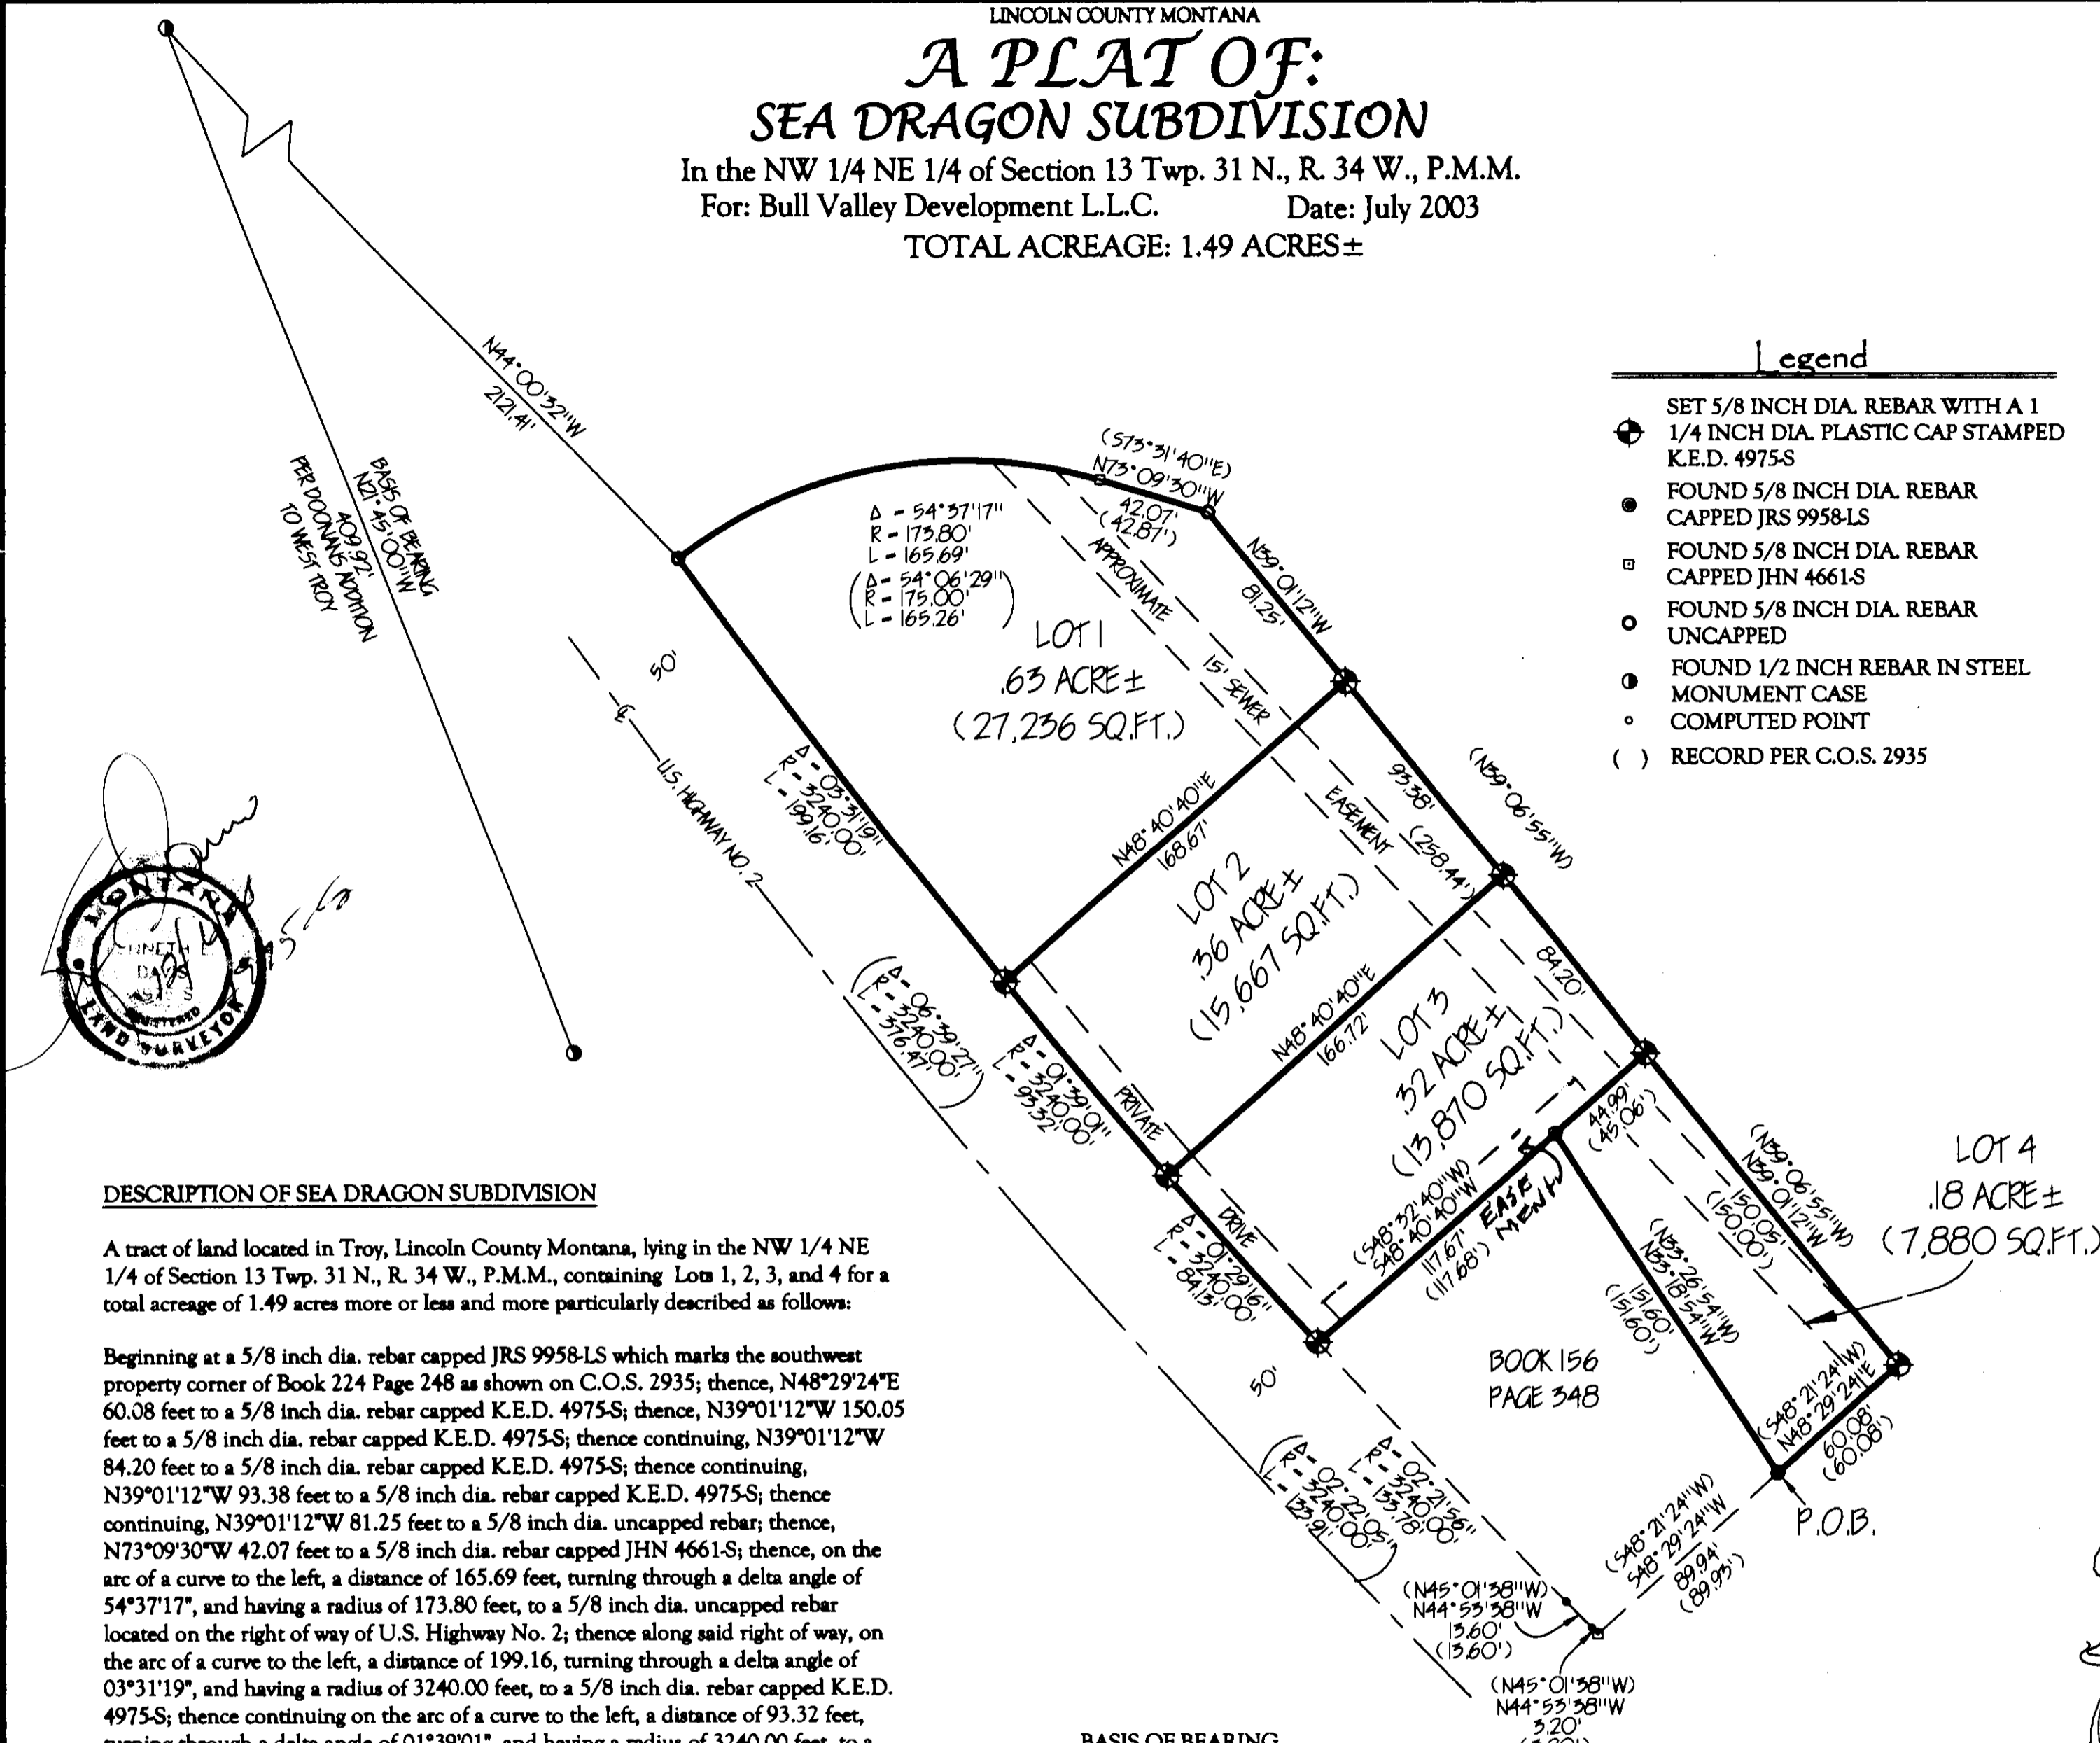 LINCOLN COUNTY MONTANA
A PLAT OF:
SEA DRAGON SUBDIVISION
In the NW 1/4 NE 1/4 of Section 13 Twp. 31 N., R. 34 W., P.M.M.
For: Bull Valley Development L.L.C. Date: July 2003
TOTAL ACREAGE: 1.49 ACRES±
N44°00'32"W
2121.41'
BASIS OF BEARING
N21°45'00"W
409.92'
PER DOONANS ADDITION
TO WEST TROY
Legend
SET 5/8 INCH DIA. REBAR WITH A 1
1/4 INCH DIA. PLASTIC CAP STAMPED
K.E.D. 4975-S
FOUND 5/8 INCH DIA. REBAR
CAPPED JRS 9958-LS
FOUND 5/8 INCH DIA. REBAR
CAPPED JHN 4661-S
FOUND 5/8 INCH DIA. REBAR
UNCAPPED
FOUND 1/2 INCH REBAR IN STEEL
MONUMENT CASE
COMPUTED POINT
( ) RECORD PER C.O.S. 2935
(S73°31'40"E)
N73°09'30"W
42.07'
(42.87')
Δ - 54°37'17"
R - 173.80'
L - 165.69'
(Δ - 54°06'29"
R - 175.00'
L - 165.26')
APPROXIMATE
15' SEWER
EASEMENT
N39°01'12"W
81.25'
LOT 1
.63 ACRE±
(27,236 SQ.FT.)
50'
U.S. HIGHWAY NO. 2
Δ - 03°31'19"
R - 3240.00'
L - 199.16'
N48°40'40"E
168.67'
93.38'
(258.44')
(N39°06'55"W)
LOT 2
.36 ACRE±
(15,667 SQ.FT.)
(Δ - 06°39'27"
R - 3240.00'
L - 376.47')
Δ - 01°39'01"
R - 3240.00'
L - 93.32'
PRIVATE
DRIVE
N48°40'40"E
166.72'
84.20'
LOT 3
.32 ACRE±
(13,870 SQ.FT.)
44.99'
(45.06')
Δ - 01°29'16"
R - 3240.00'
L - 84.13'
(S48°32'40"W)
S48°40'40"W
117.67'
(117.68')
EASE
MENT
(N39°06'55"W)
N39°01'12"W
150.05'
(150.00')
LOT 4
.18 ACRE±
(7,880 SQ.FT.)
(N33°26'54"W)
N33°18'54"W
151.60'
(151.60')
BOOK 156
PAGE 348
(S48°21'24"W)
N48°29'24"E
60.08'
(60.08')
P.O.B.
50'
(Δ - 02°22'05"
R - 3240.00'
L - 133.91')
Δ - 02°21'56"
R - 3240.00'
L - 133.78'
(S48°21'24"W)
S48°29'24"W
89.94'
(89.93')
(N45°01'38"W)
N44°53'38"W
13.60'
(13.60')
(N45°01'38"W)
N44°53'38"W
3.20'
BASIS OF BEARING
MONTANA
DAVIS
REGISTERED
LAND SURVEYOR
DESCRIPTION OF SEA DRAGON SUBDIVISION
A tract of land located in Troy, Lincoln County Montana, lying in the NW 1/4 NE
1/4 of Section 13 Twp. 31 N., R. 34 W., P.M.M., containing Lots 1, 2, 3, and 4 for a
total acreage of 1.49 acres more or less and more particularly described as follows:
Beginning at a 5/8 inch dia. rebar capped JRS 9958-LS which marks the southwest
property corner of Book 224 Page 248 as shown on C.O.S. 2935; thence, N48°29'24"E
60.08 feet to a 5/8 inch dia. rebar capped K.E.D. 4975-S; thence, N39°01'12"W 150.05
feet to a 5/8 inch dia. rebar capped K.E.D. 4975-S; thence continuing, N39°01'12"W
84.20 feet to a 5/8 inch dia. rebar capped K.E.D. 4975-S; thence continuing,
N39°01'12"W 93.38 feet to a 5/8 inch dia. rebar capped K.E.D. 4975-S; thence
continuing, N39°01'12"W 81.25 feet to a 5/8 inch dia. uncapped rebar; thence,
N73°09'30"W 42.07 feet to a 5/8 inch dia. rebar capped JHN 4661-S; thence, on the
arc of a curve to the left, a distance of 165.69 feet, turning through a delta angle of
54°37'17", and having a radius of 173.80 feet, to a 5/8 inch dia. uncapped rebar
located on the right of way of U.S. Highway No. 2; thence along said right of way, on
the arc of a curve to the left, a distance of 199.16, turning through a delta angle of
03°31'19", and having a radius of 3240.00 feet, to a 5/8 inch dia. rebar capped K.E.D.
4975-S; thence continuing on the arc of a curve to the left, a distance of 93.32 feet,
turning through a delta angle of 01°39'01", and having a radius of 3240.00 feet, to a